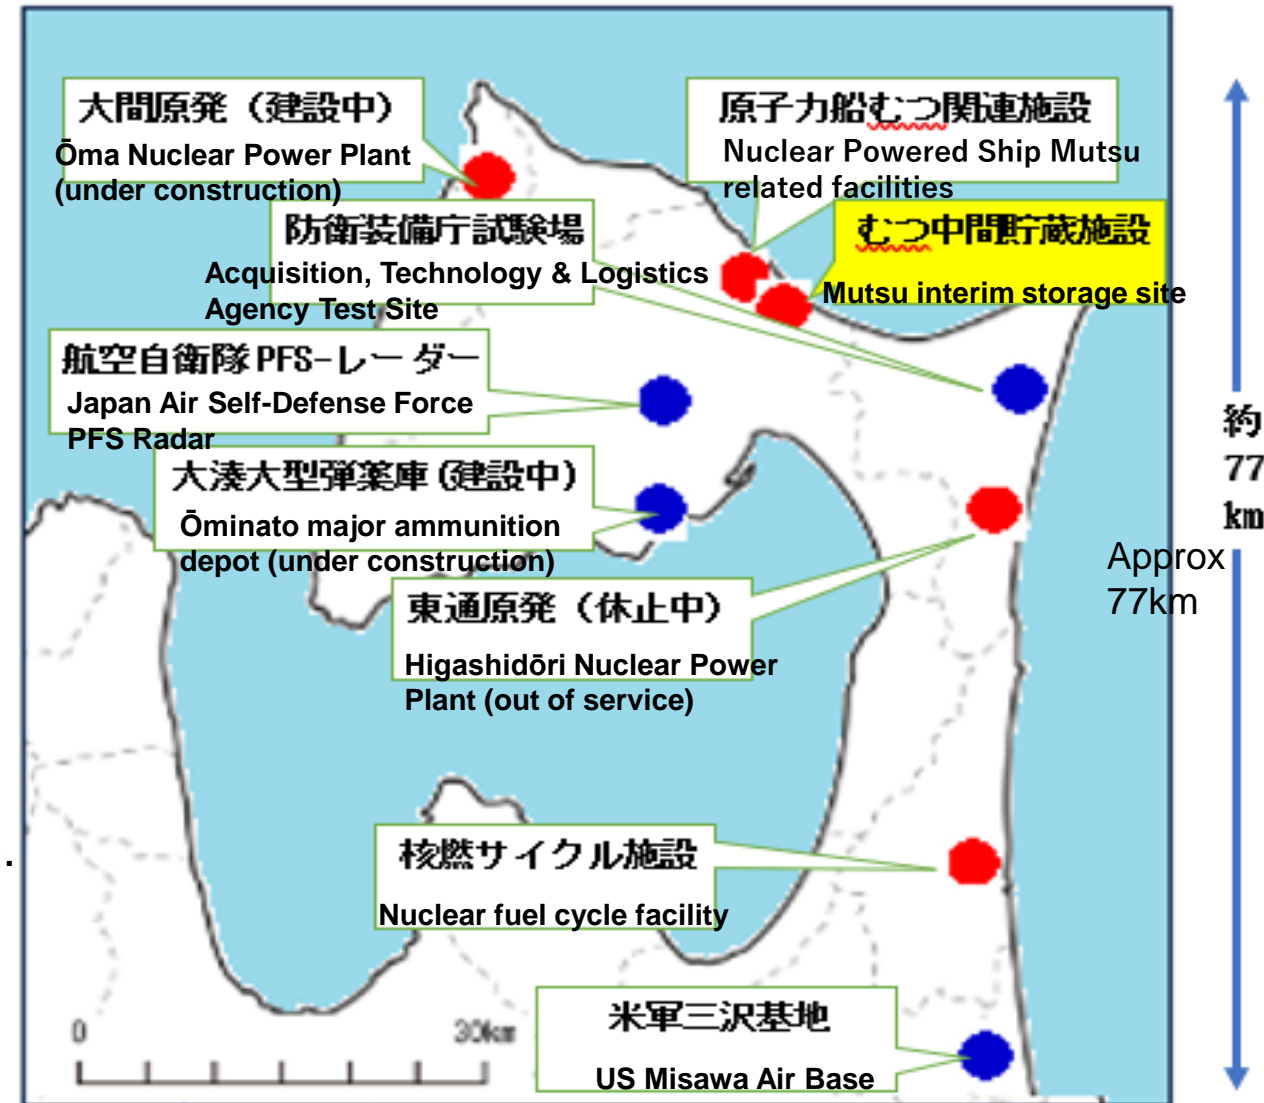 大間原発（建設中）
Ōma Nuclear Power Plant
(under construction)
原子力船むつ関連施設
Nuclear Powered Ship Mutsu
related facilities
防衛装備庁試験場
Acquisition, Technology & Logistics
Agency Test Site
むつ中間貯蔵施設
Mutsu interim storage site
航空自衛隊PFS-レーダー
Japan Air Self-Defense Force
PFS Radar
大湊大型弾薬庫(建設中)
Ōminato major ammunition
depot (under construction)
約
77
km
Approx
77km
東通原発（休止中）
Higashidōri Nuclear Power
Plant (out of service)
核燃サイクル施設
Nuclear fuel cycle facility
米軍三沢基地
US Misawa Air Base
0 30km
.